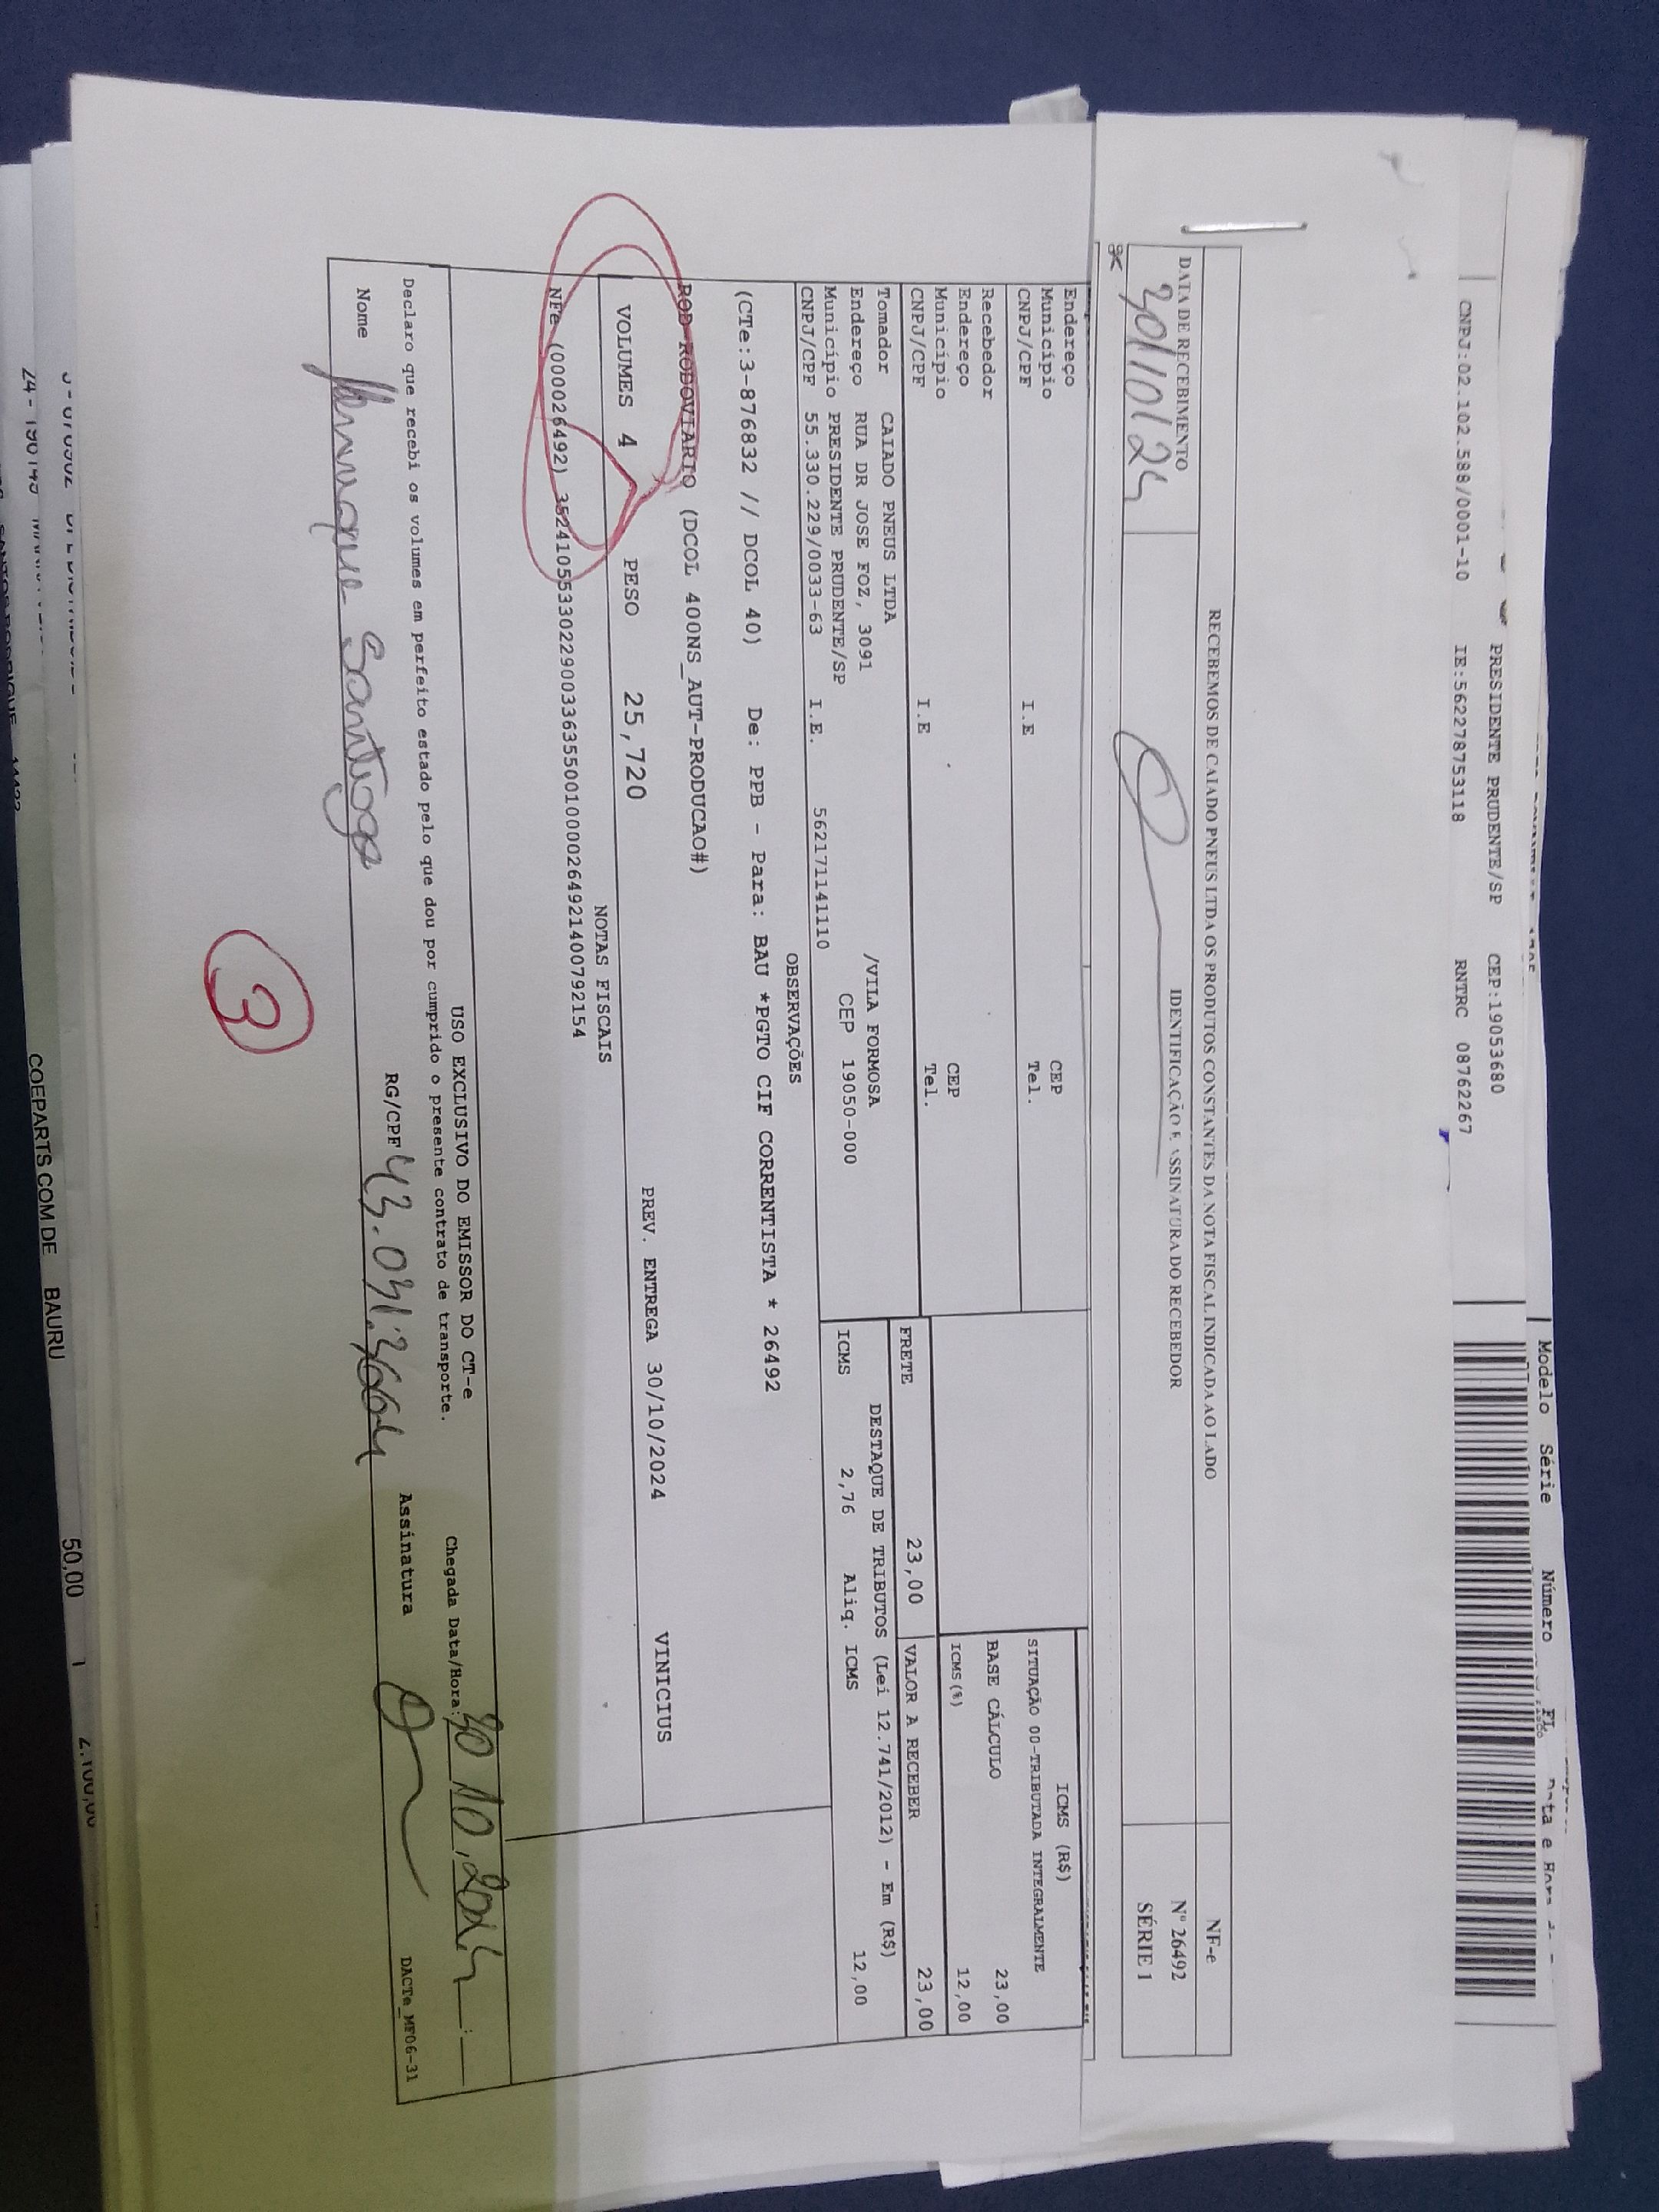 PRESIDENTE PRUDENTE/SP CEP:19053680
CNPJ:02.102.588/0001-10 IE:562278753118 RNTRC 08762267
Modelo Série Número FL
RECEBEMOS DE CAIADO PNEUS LTDA OS PRODUTOS CONSTANTES DA NOTA FISCAL INDICADA AO LADO
NF-e
DATA DE RECEBIMENTO
IDENTIFICAÇÃO E ASSINATURA DO RECEBEDOR
Nº 26492
SÉRIE 1
30/10/24
Endereço
Município CEP
CNPJ/CPF I.E Tel.
Recebedor
Endereço
Município CEP
CNPJ/CPF I.E Tel.
ICMS (R$)
SITUAÇÃO 00-TRIBUTADA INTEGRALMENTE
BASE CÁLCULO 23,00
ICMS(%) 12,00
FRETE 23,00 VALOR A RECEBER 23,00
Tomador CAIADO PNEUS LTDA
Endereço RUA DR JOSE FOZ, 3091 /VILA FORMOSA
Município PRESIDENTE PRUDENTE/SP CEP 19050-000
CNPJ/CPF 55.330.229/0033-63 I.E. 562171141110
DESTAQUE DE TRIBUTOS (Lei 12.741/2012) - Em (R$)
ICMS 2,76 Aliq. ICMS 12,00
OBSERVAÇÕES
(CTe:3-876832 // DCOL 40) De: PPB - Para: BAU *PGTO CIF CORRENTISTA * 26492
ROD-RODOVIARIO (DCOL 400NS_AUT-PRODUCAO#)
VOLUMES 4 PESO 25,720 PREV. ENTREGA 30/10/2024 VINICIUS
NOTAS FISCAIS
NFe (000026492) 35241055330229003363550010000264921400792154
USO EXCLUSIVO DO EMISSOR DO CT-e
Chegada Data/Hora: 30 10 2024 __:__
Declaro que recebi os volumes em perfeito estado pelo que dou por cumprido o presente contrato de transporte.
Nome RG/CPF Assinatura
DACTe_MF06-31
3
COEPARTS COM.DE BAURU 50,00 1